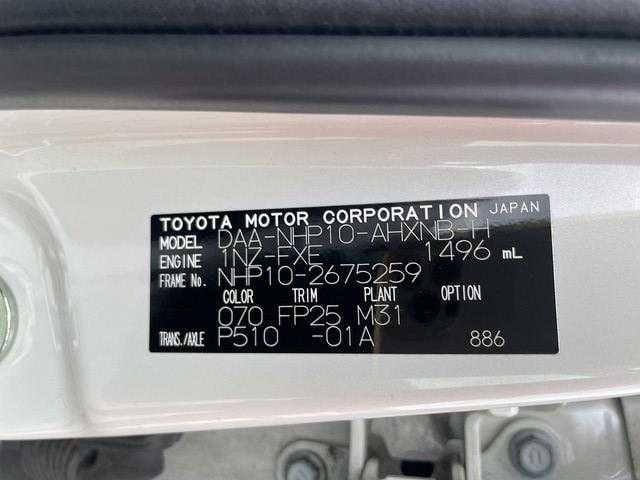 TOYOTA MOTOR CORPORATION JAPAN
MODEL DAA-NHP10-AHXNB-H
ENGINE 1NZ-FXE 1496 mL
FRAME No. NHP10-2675259
COLOR TRIM PLANT OPTION
070 FP25 M31
TRANS./AXLE P510 -01A 886